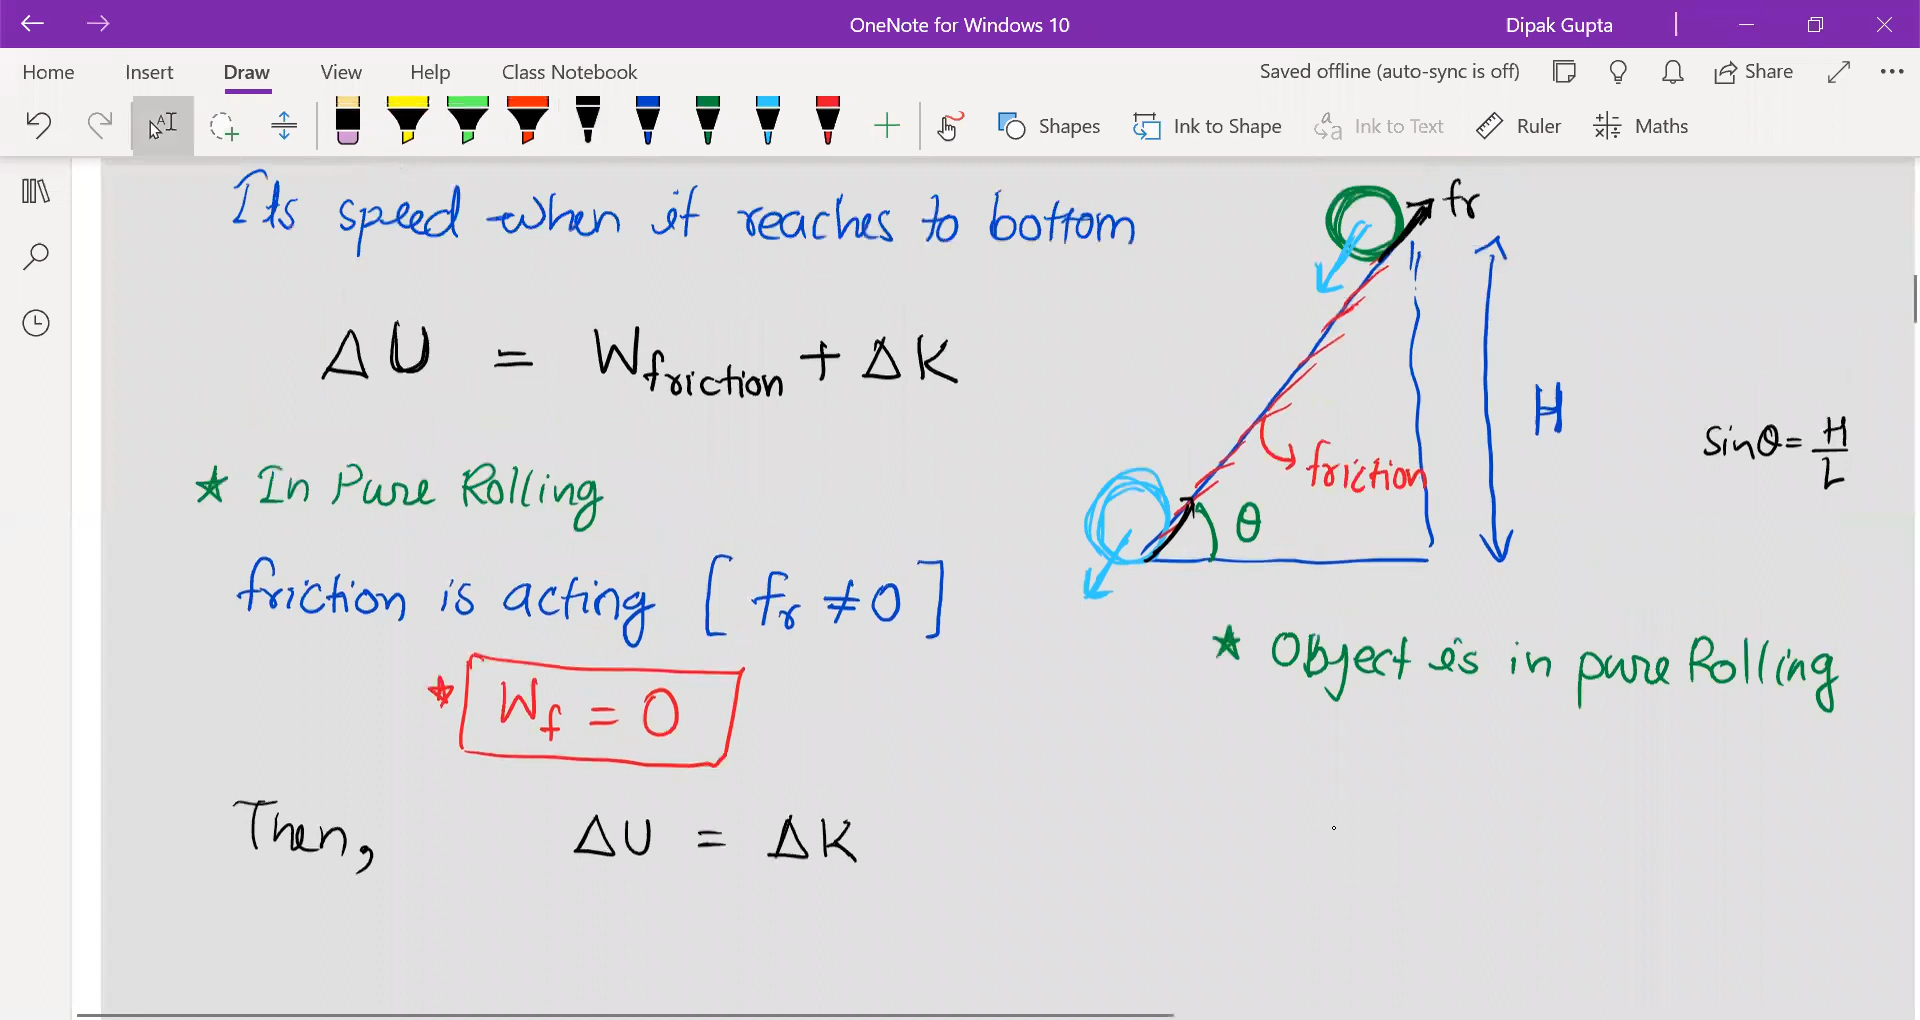 OneNote for Windows 10
Dipak Gupta
Home Insert Draw View Help Class Notebook
Saved offline (auto-sync is off) Share
Shapes Ink to Shape Ink to Text Ruler Maths
Its speed when it reaches to bottom
fr
ΔU = Wfriction + ΔK
H
sinθ = H/L
friction
θ
★ In Pure Rolling
friction is acting [fr ≠ 0]
★ Object is in pure Rolling
★ Wf = 0
Then, ΔU = ΔK